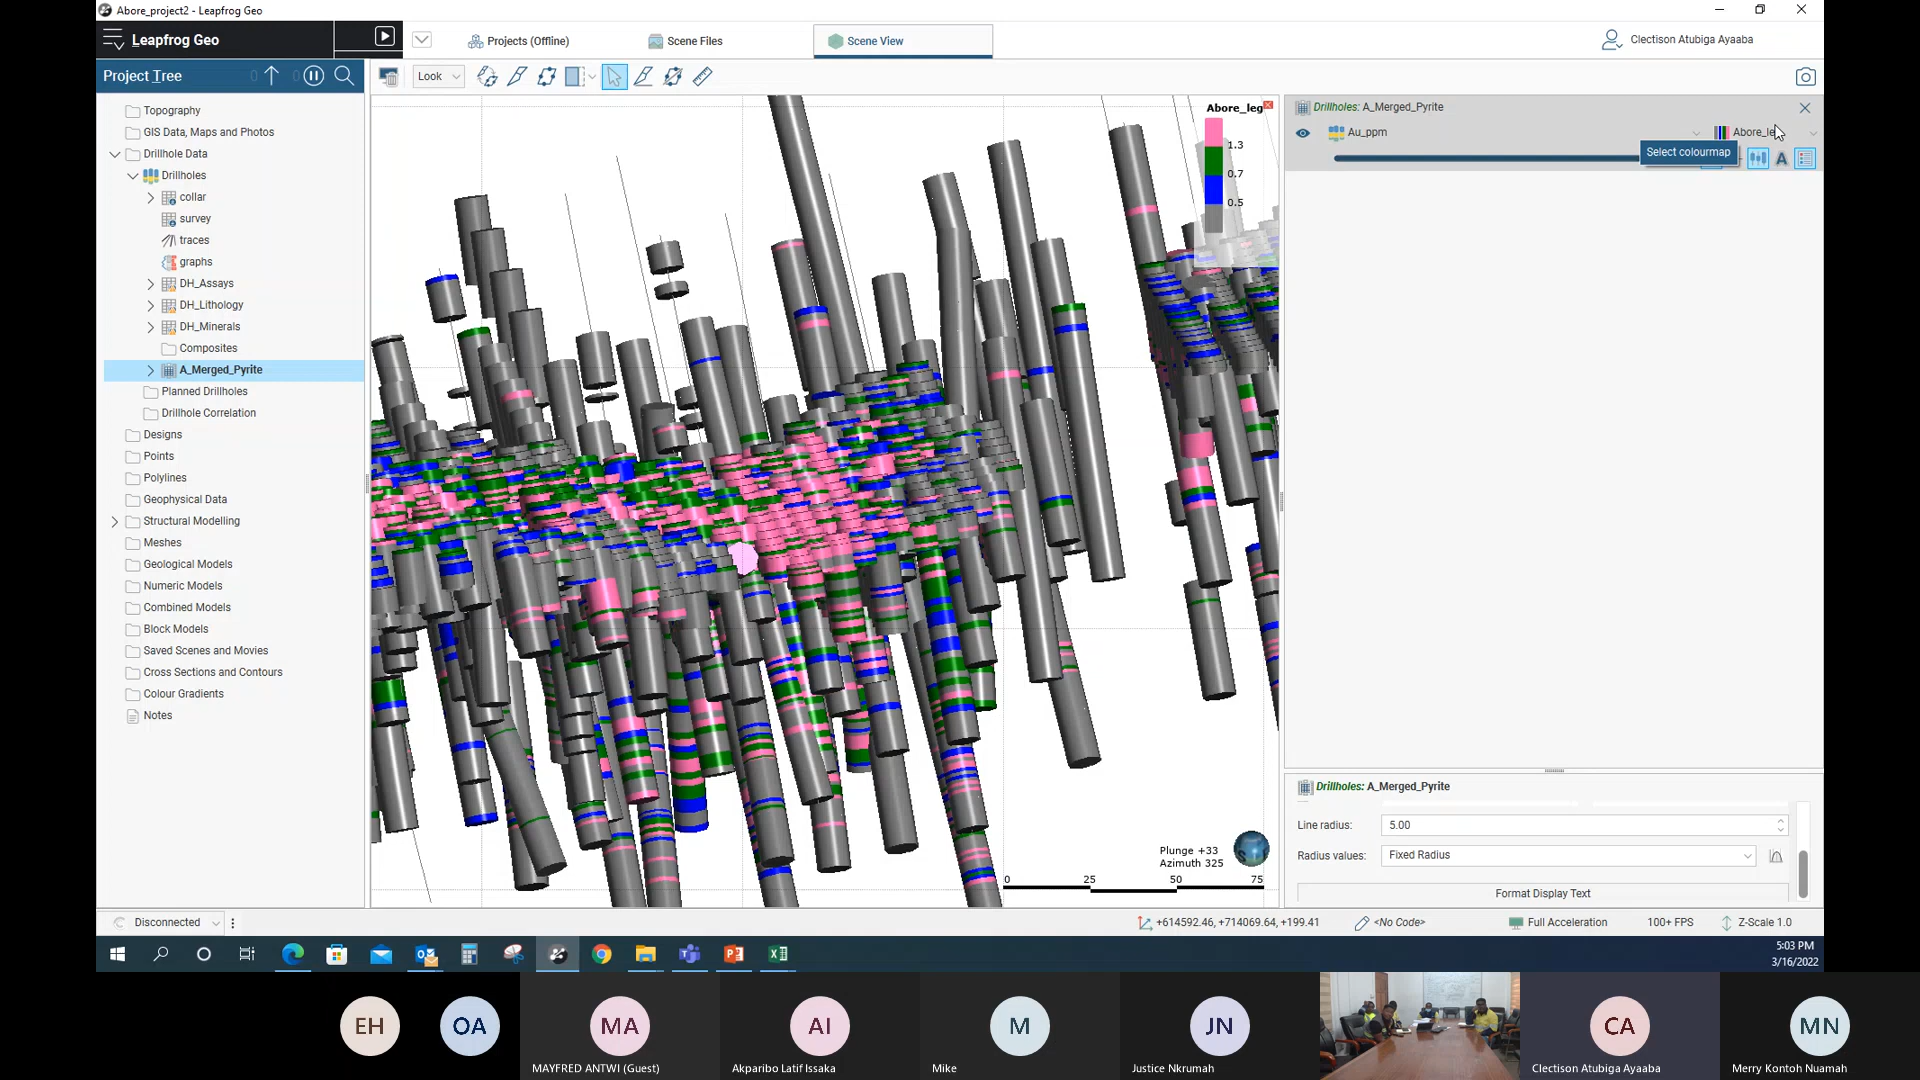 Abore_project2 - Leapfrog Geo
Leapfrog Geo
Projects (Offline)
Scene Files
Scene View
Clectison Atubiga Ayaaba
Project Tree
0
0
Look
Topography
GIS Data, Maps and Photos
Drillhole Data
Drillholes
collar
survey
traces
graphs
DH_Assays
DH_Lithology
DH_Minerals
Composites
A_Merged_Pyrite
Planned Drillholes
Drillhole Correlation
Designs
Points
Polylines
Geophysical Data
Structural Modelling
Meshes
Geological Models
Numeric Models
Combined Models
Block Models
Saved Scenes and Movies
Cross Sections and Contours
Colour Gradients
Notes
Abore_leg
1.3
0.7
0.5
Plunge +33
Azimuth 325
0 25 50 75
Drillholes: A_Merged_Pyrite
Au_ppm
Abore_le
Select colourmap
A
Drillholes: A_Merged_Pyrite
Line radius: 5.00
Radius values: Fixed Radius
Format Display Text
Disconnected
+614592.46, +714069.64, +199.41
<No Code>
Full Acceleration
100+ FPS
Z-Scale 1.0
5:03 PM
3/16/2022
EH
OA
MA
MAYFRED ANTWI (Guest)
AI
Akparibo Latif Issaka
M
Mike
JN
Justice Nkrumah
CA
Clectison Atubiga Ayaaba
MN
Merry Kontoh Nuamah